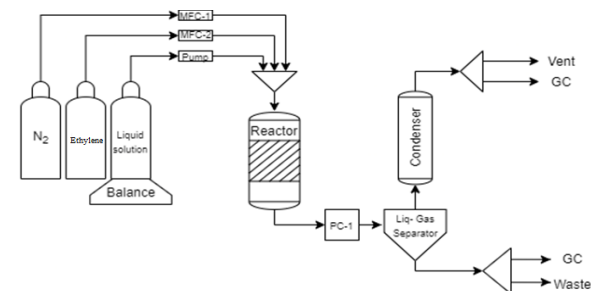 MFC-1
MFC-2
Pump
N2
Ethylene
Liquid
solution
Balance
Reactor
PC-1
Liq- Gas
Separator
Condenser
Vent
GC
GC
Waste